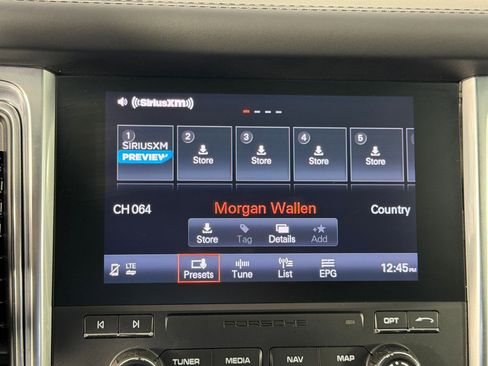 ((SiriusXM))
1 2 3 4 5
SIRIUSXM
PREVIEW Store Store Store Store
CH 064 Morgan Wallen Country
Store Tag Details +Add
LTE Presets Tune List EPG 12:45PM
PORSCHE OPT
TUNER MEDIA NAV MAP